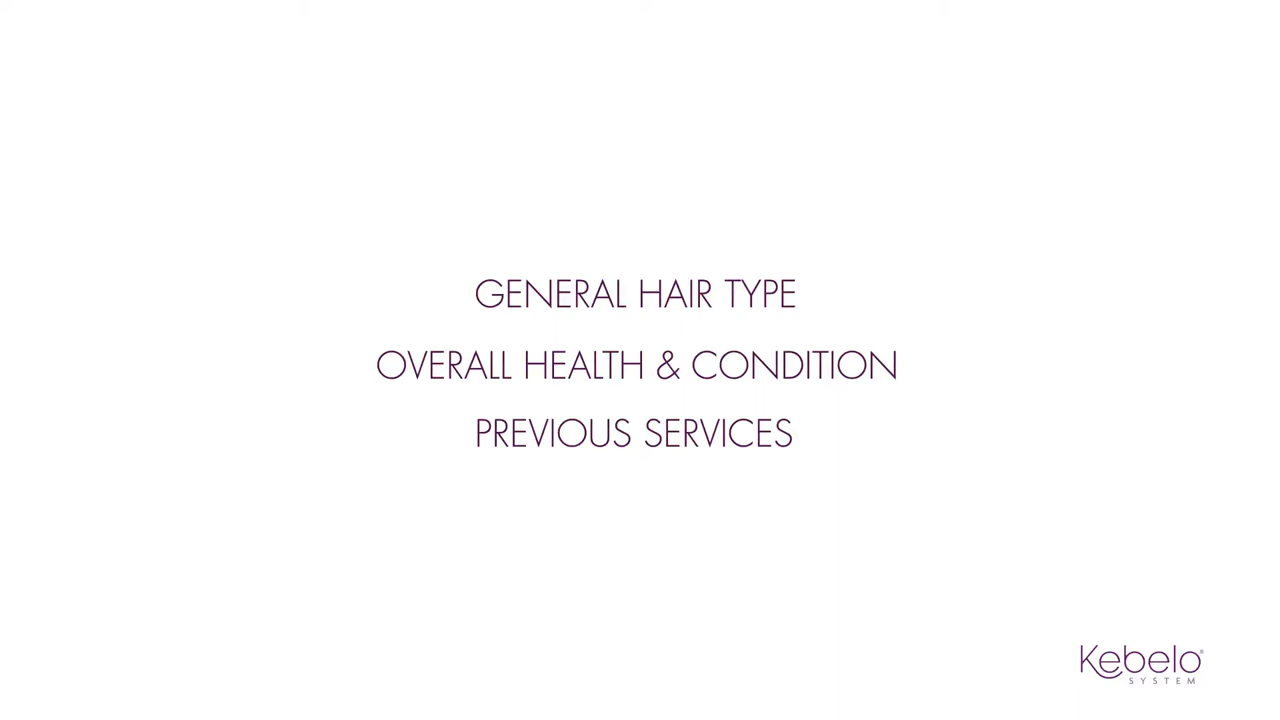 GENERAL HAIR TYPE
OVERALL HEALTH & CONDITION
PREVIOUS SERVICES
Kebelo®
SYSTEM